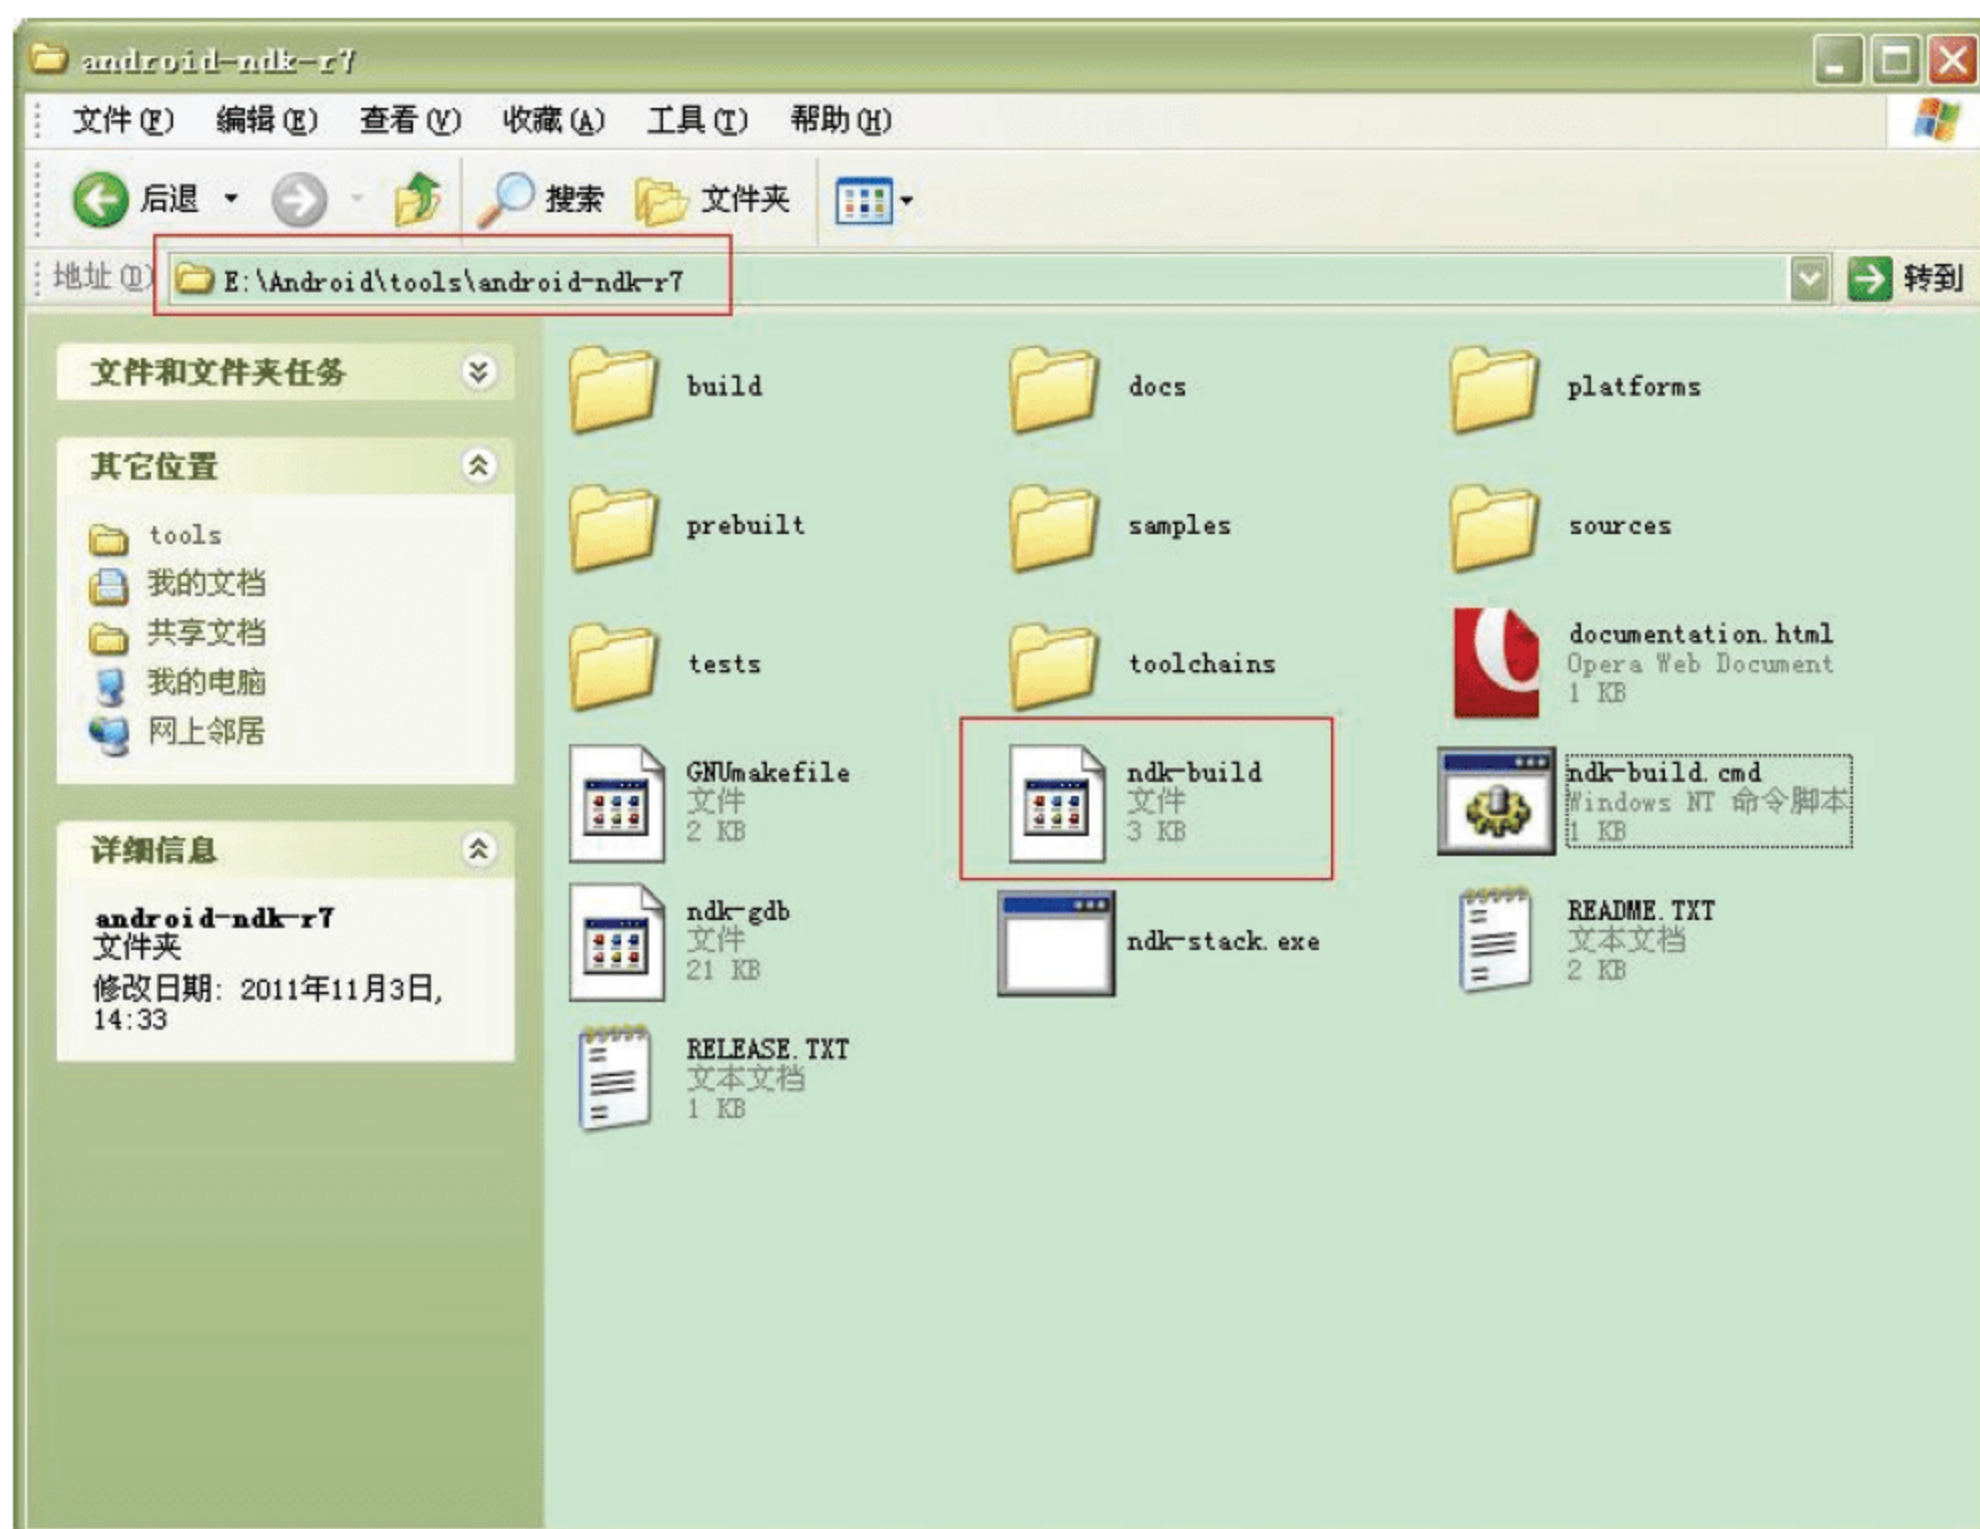 android-ndk-r7
文件(F) 编辑(E) 查看(V) 收藏(A) 工具(T) 帮助(H)
后退 搜索 文件夹
地址(D) E:\Android\tools\android-ndk-r7 转到
文件和文件夹任务
其它位置
tools
我的文档
共享文档
我的电脑
网上邻居
详细信息
android-ndk-r7
文件夹
修改日期: 2011年11月3日,
14:33
build
docs
platforms
prebuilt
samples
sources
tests
toolchains
documentation.html
Opera Web Document
1 KB
GNUmakefile
文件
2 KB
ndk-build
文件
3 KB
ndk-build.cmd
Windows NT 命令脚本
1 KB
ndk-gdb
文件
21 KB
ndk-stack.exe
README.TXT
文本文档
2 KB
RELEASE.TXT
文本文档
1 KB